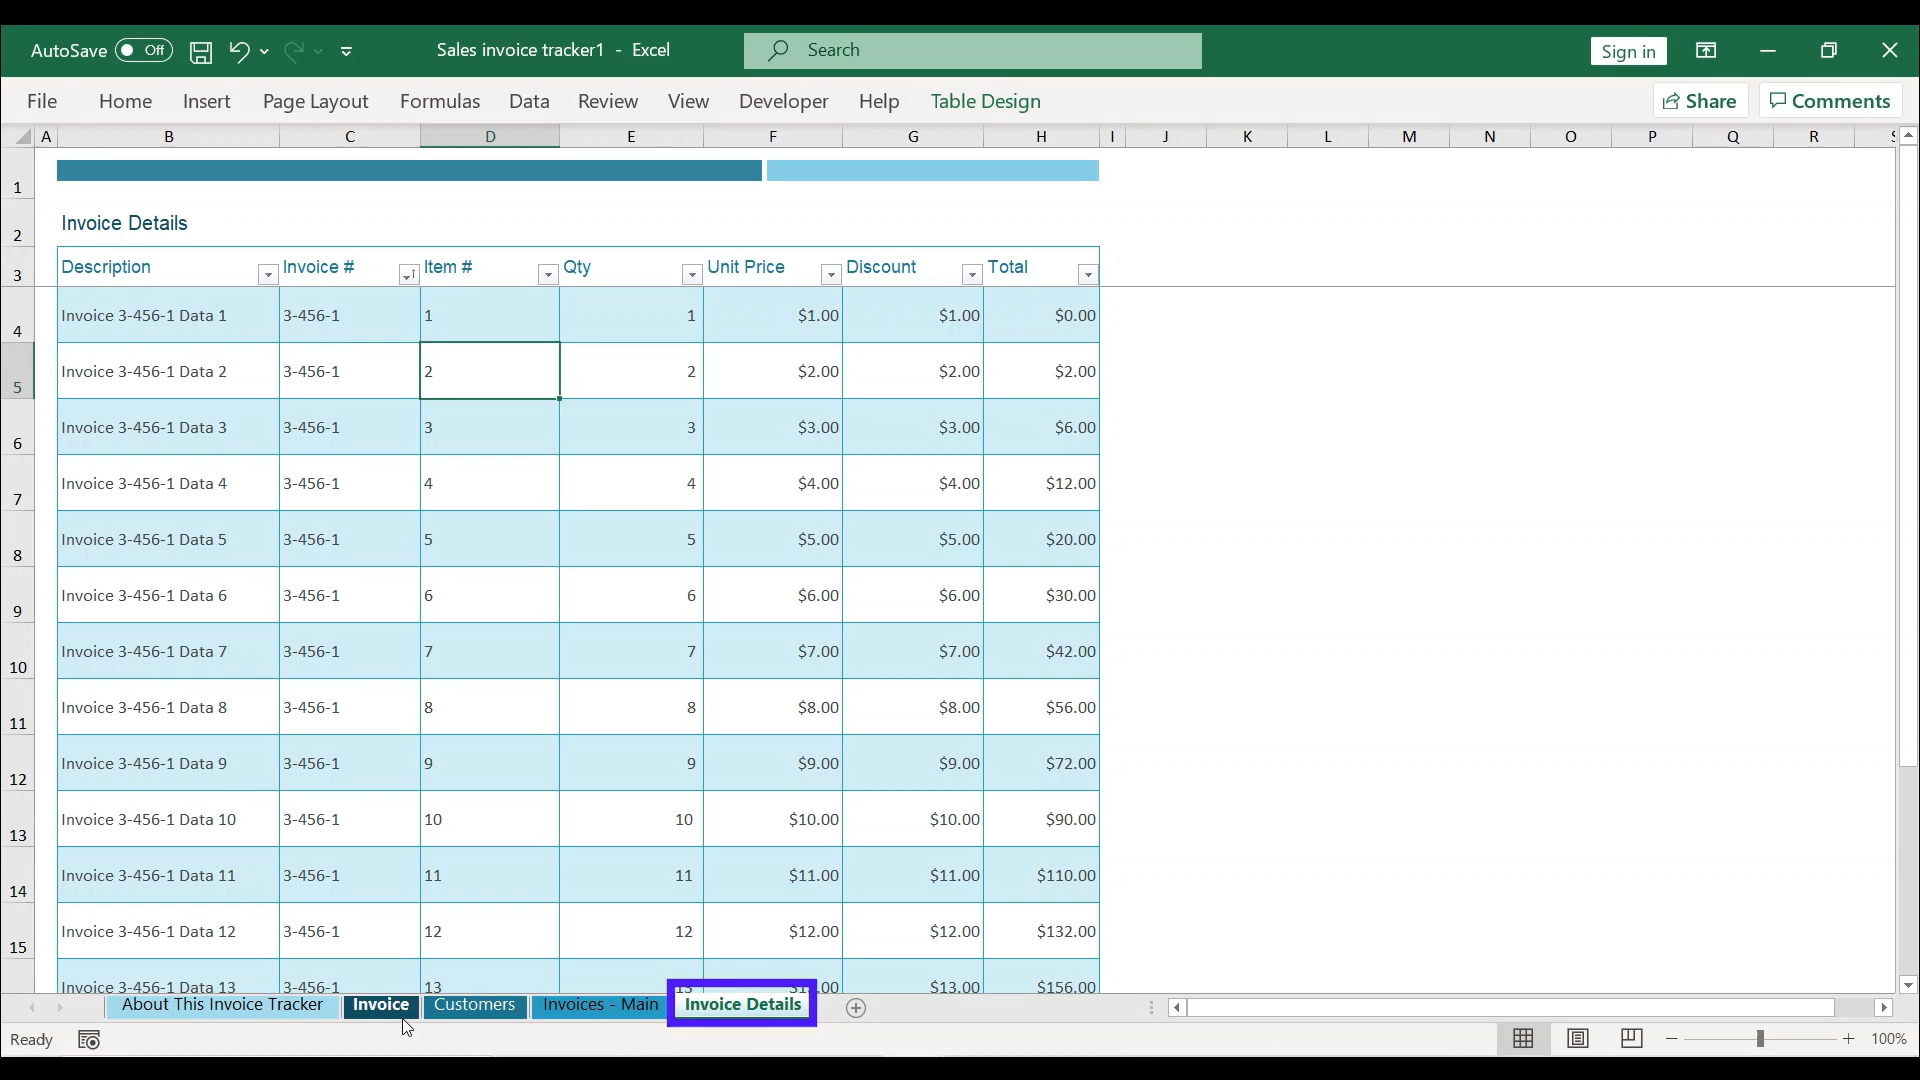 AutoSave Off Sales invoice tracker1 - Excel Search Sign in
File Home Insert Page Layout Formulas Data Review View Developer Help Table Design Share Comments
A B C D E F G H I J K L M N O P Q R S
1
2 Invoice Details
3 Description Invoice # Item # Qty Unit Price Discount Total
4 Invoice 3-456-1 Data 1 3-456-1 1 1 $1.00 $1.00 $0.00
5 Invoice 3-456-1 Data 2 3-456-1 2 2 $2.00 $2.00 $2.00
6 Invoice 3-456-1 Data 3 3-456-1 3 3 $3.00 $3.00 $6.00
7 Invoice 3-456-1 Data 4 3-456-1 4 4 $4.00 $4.00 $12.00
8 Invoice 3-456-1 Data 5 3-456-1 5 5 $5.00 $5.00 $20.00
9 Invoice 3-456-1 Data 6 3-456-1 6 6 $6.00 $6.00 $30.00
10 Invoice 3-456-1 Data 7 3-456-1 7 7 $7.00 $7.00 $42.00
11 Invoice 3-456-1 Data 8 3-456-1 8 8 $8.00 $8.00 $56.00
12 Invoice 3-456-1 Data 9 3-456-1 9 9 $9.00 $9.00 $72.00
13 Invoice 3-456-1 Data 10 3-456-1 10 10 $10.00 $10.00 $90.00
14 Invoice 3-456-1 Data 11 3-456-1 11 11 $11.00 $11.00 $110.00
15 Invoice 3-456-1 Data 12 3-456-1 12 12 $12.00 $12.00 $132.00
Invoice 3-456-1 Data 13 3-456-1 13 13 $13.00 $156.00
About This Invoice Tracker Invoice Customers Invoices - Main Invoice Details
Ready 100%